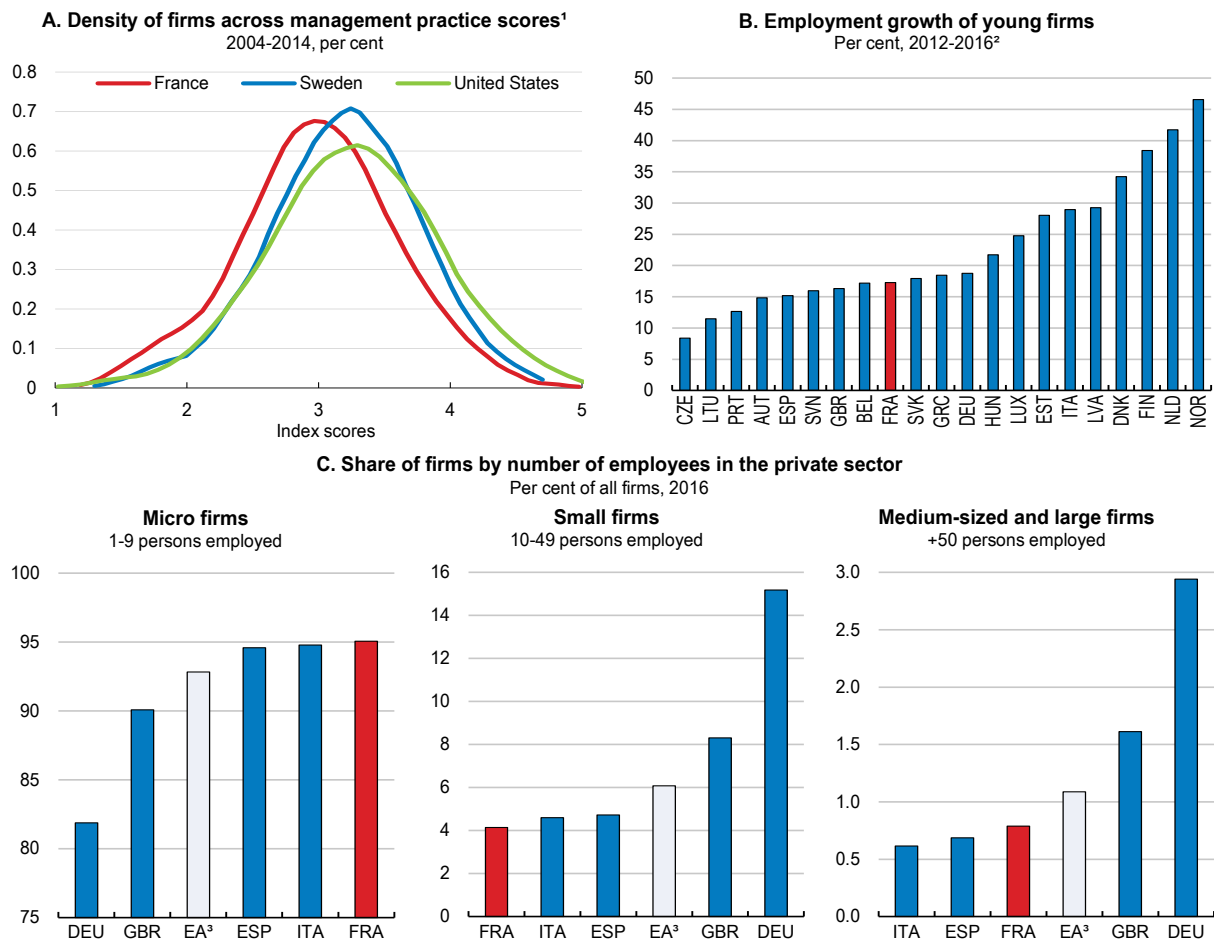 A. Density of firms across management practice scores¹
2004-2014, per cent
0.8
0.7
0.6
0.5
0.4
0.3
0.2
0.1
0
France
Sweden
United States
1
2
3
4
5
Index scores
B. Employment growth of young firms
Per cent, 2012-2016²
50
45
40
35
30
25
20
15
10
5
0
CZE
LTU
PRT
AUT
ESP
SVN
GBR
BEL
FRA
SVK
GRC
DEU
HUN
LUX
EST
ITA
LVA
DNK
FIN
NLD
NOR
C. Share of firms by number of employees in the private sector
Per cent of all firms, 2016
Micro firms
1-9 persons employed
100
95
90
85
80
75
DEU
GBR
EA³
ESP
ITA
FRA
Small firms
10-49 persons employed
16
14
12
10
8
6
4
2
0
FRA
ITA
ESP
EA³
GBR
DEU
Medium-sized and large firms
+50 persons employed
3.0
2.5
2.0
1.5
1.0
0.5
0.0
ITA
ESP
FRA
EA³
GBR
DEU